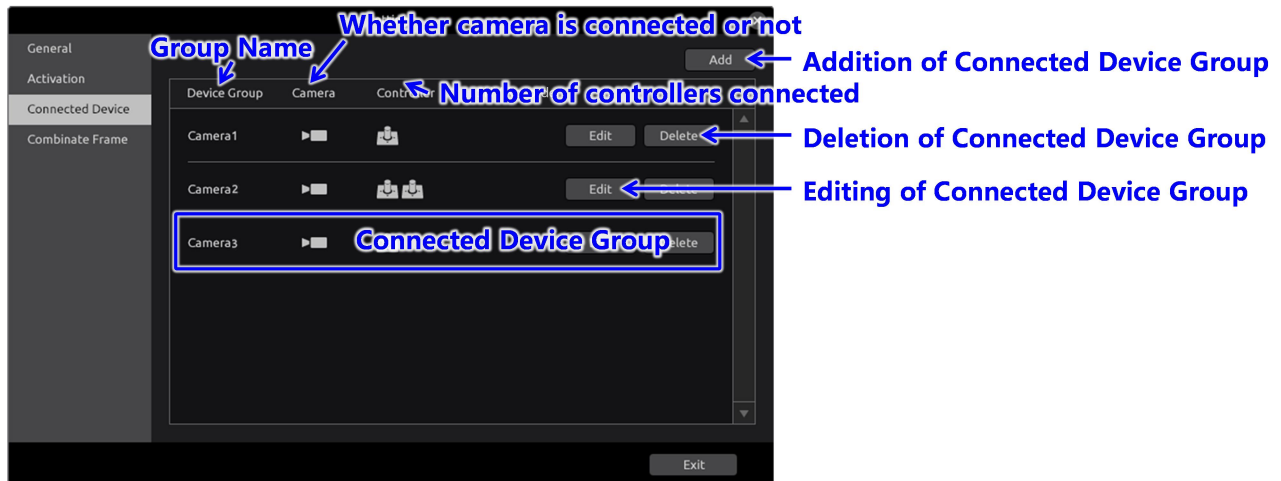 Whether camera is connected or not
General
Group Name
Add
Addition of Connected Device Group
Activation
Device Group
Camera
Number of controllers connected
Connected Device
Camera1
Edit
Delete
Deletion of Connected Device Group
Combinate Frame
Camera2
Edit
Editing of Connected Device Group
Camera3
Connected Device Group
Exit